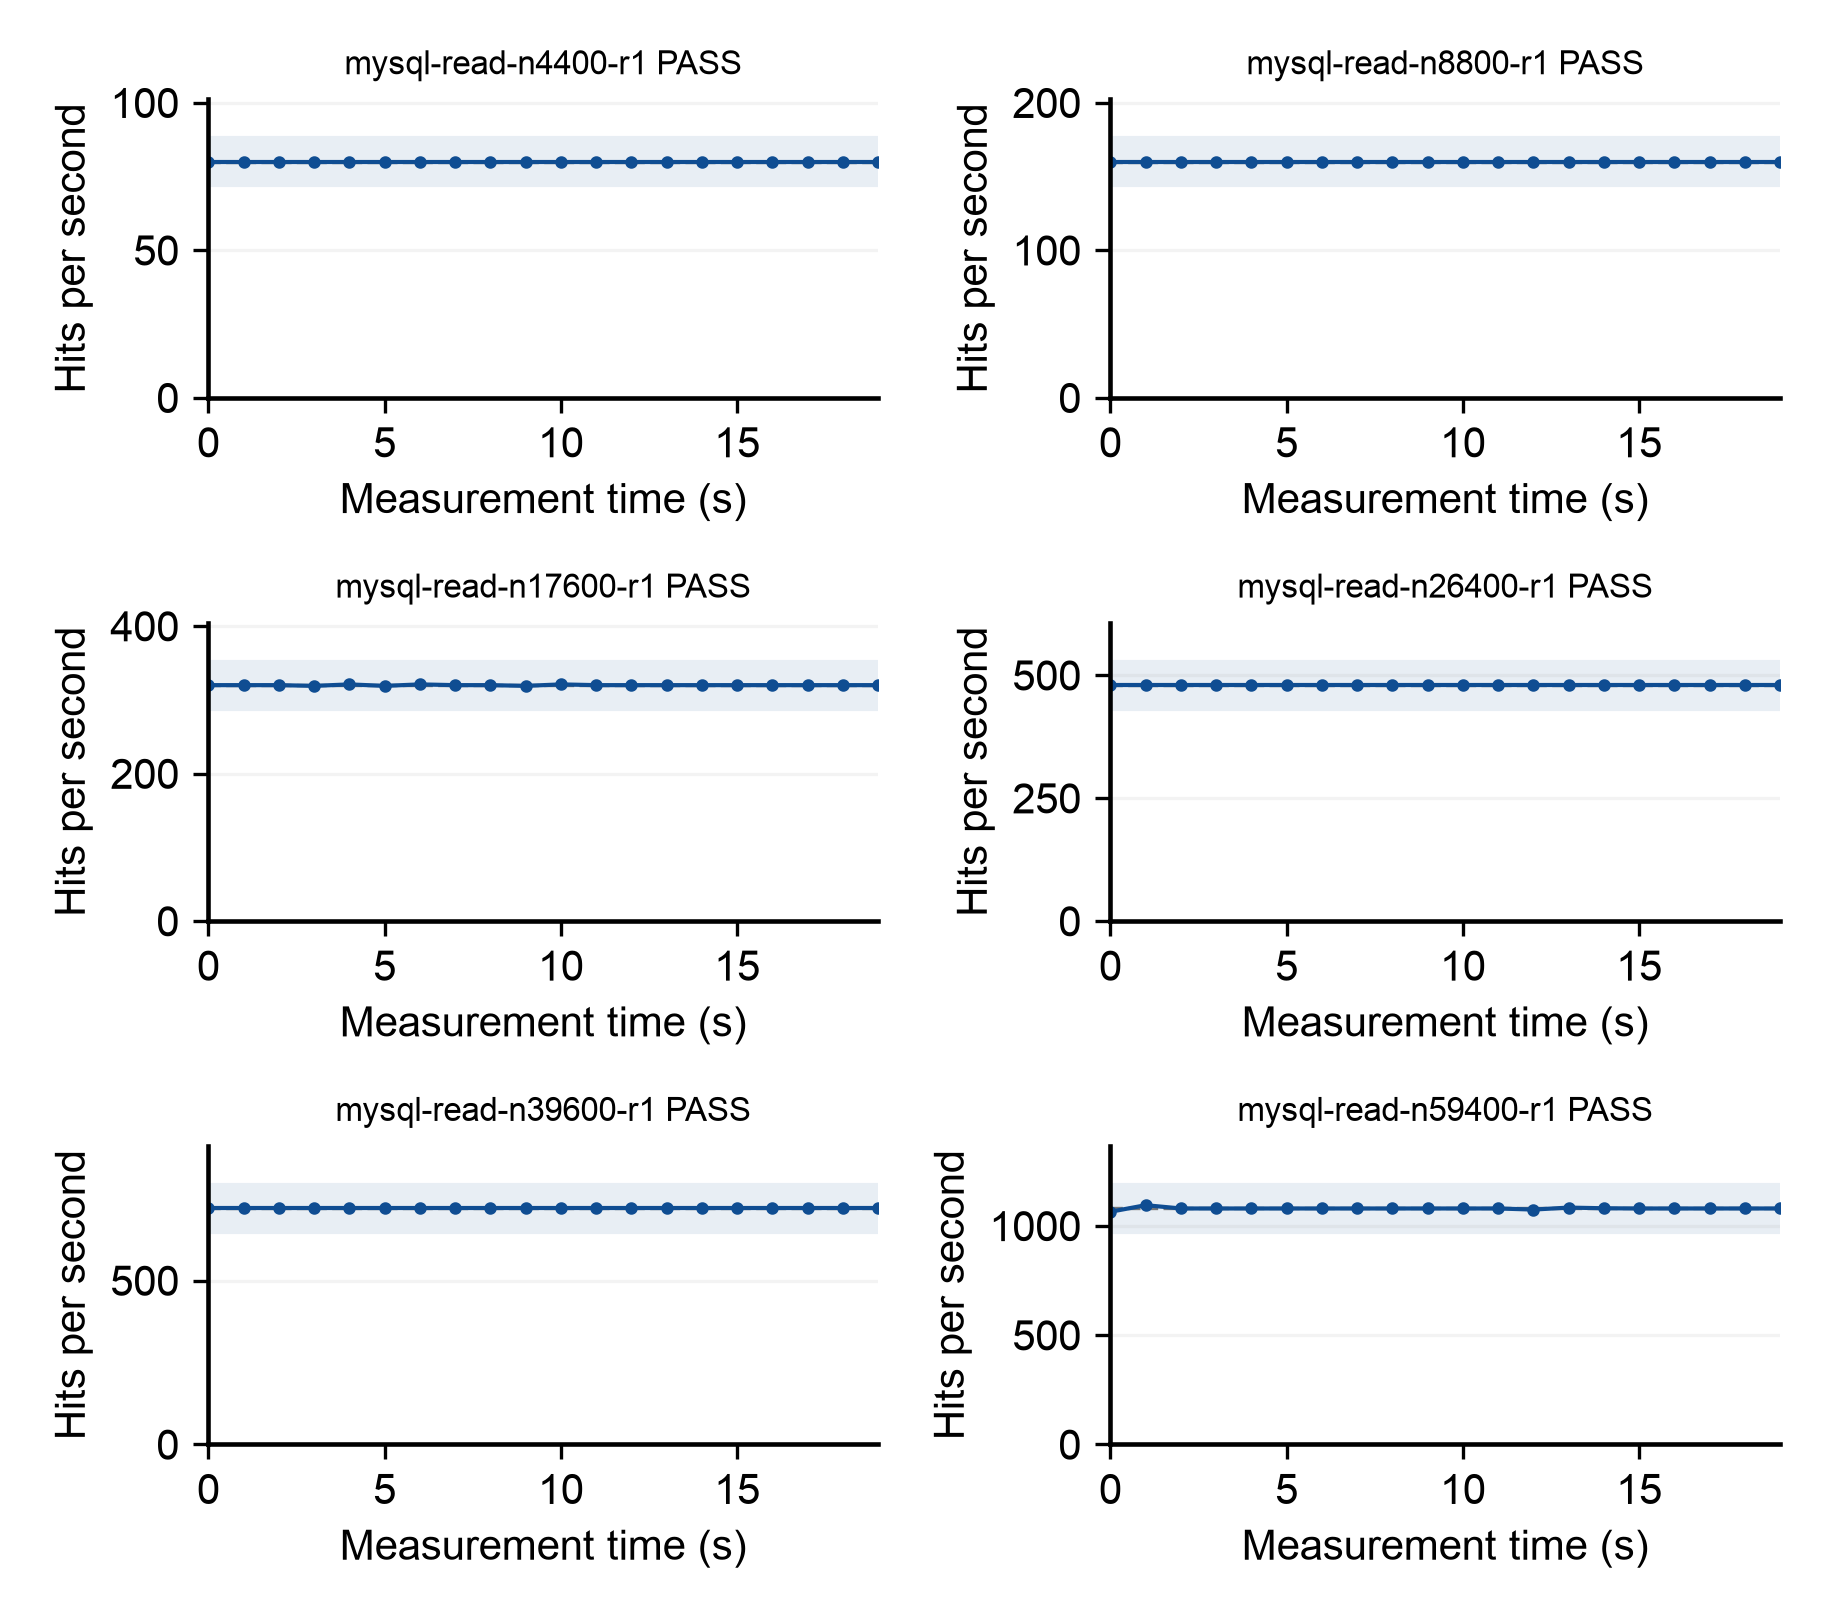 mysql-read-n4400-r1 PASS
Hits per second
100
50
0
0 5 10 15
Measurement time (s)
mysql-read-n8800-r1 PASS
Hits per second
200
100
0
0 5 10 15
Measurement time (s)
mysql-read-n17600-r1 PASS
Hits per second
400
200
0
0 5 10 15
Measurement time (s)
mysql-read-n26400-r1 PASS
Hits per second
500
250
0
0 5 10 15
Measurement time (s)
mysql-read-n39600-r1 PASS
Hits per second
500
0
0 5 10 15
Measurement time (s)
mysql-read-n59400-r1 PASS
Hits per second
1000
500
0
0 5 10 15
Measurement time (s)